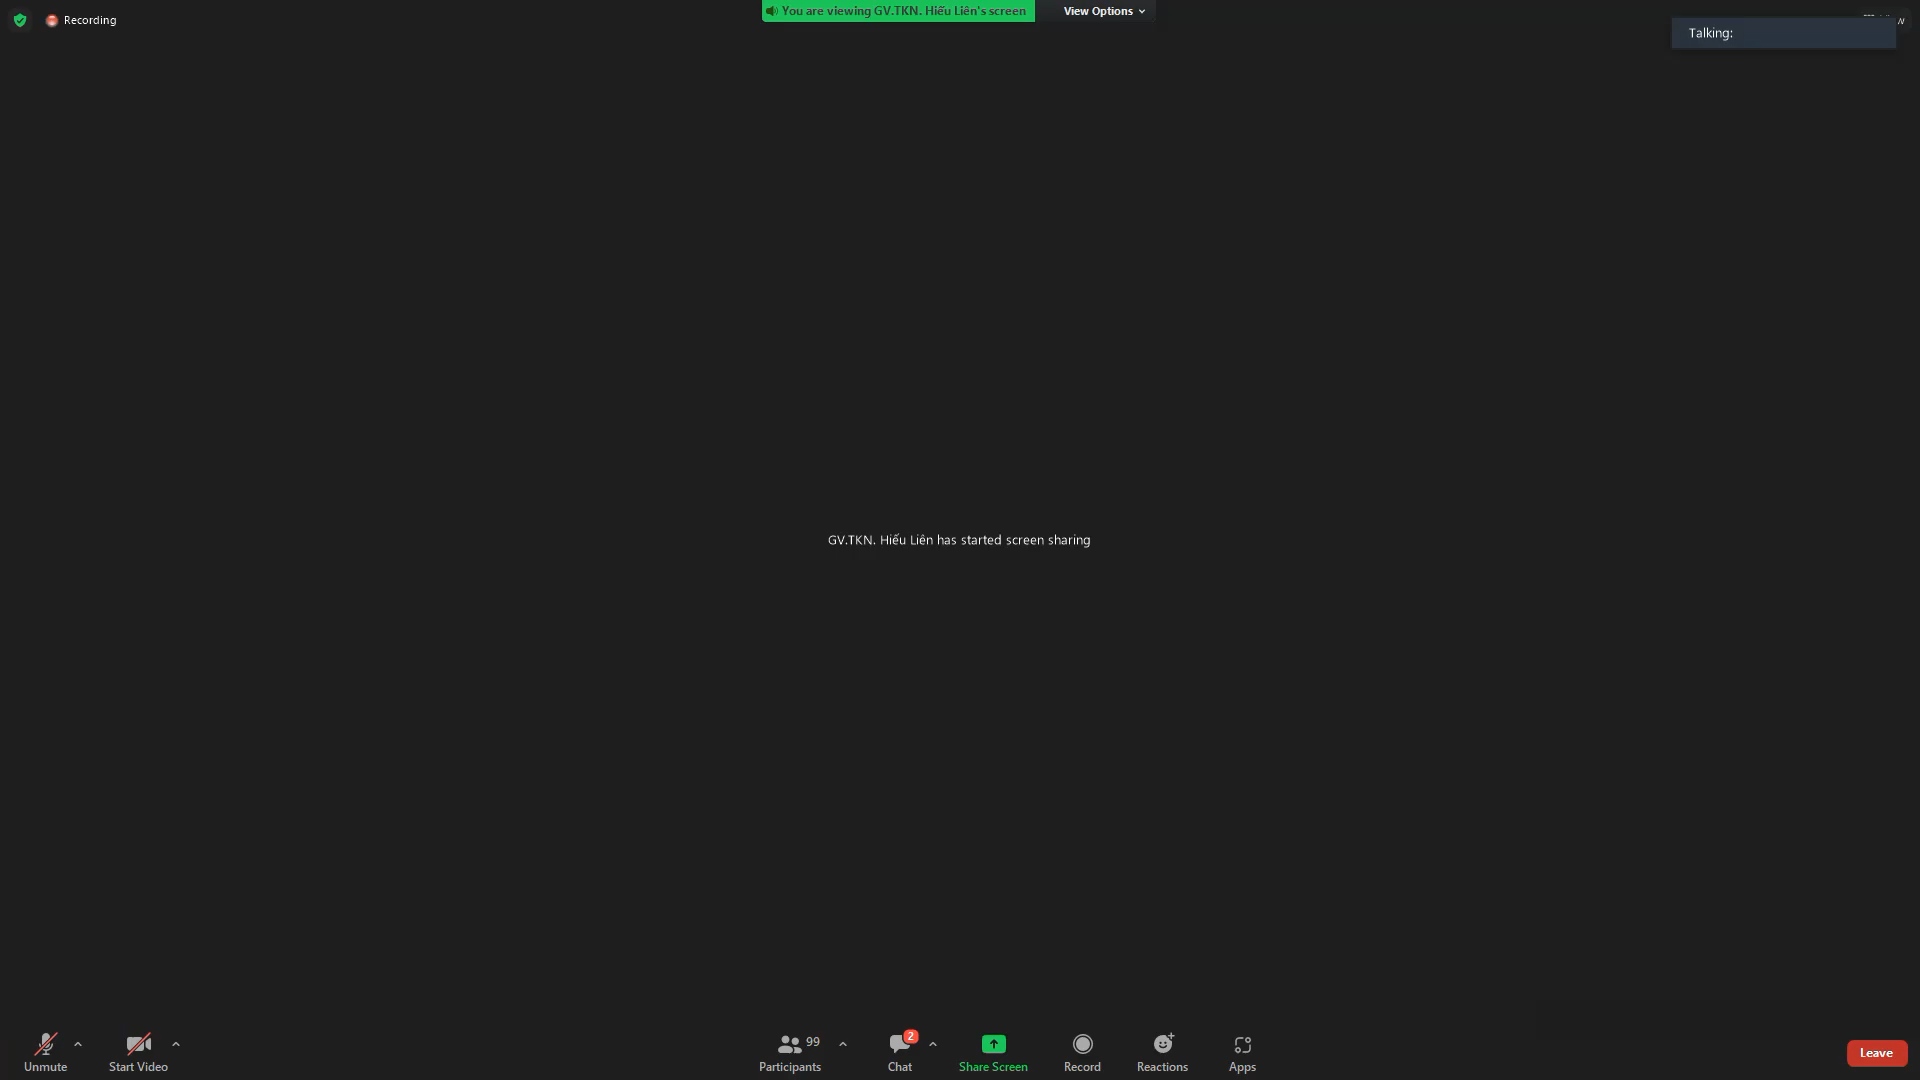 Recording
You are viewing GV.TKN. Hiếu Liên's screen
View Options
Talking:
GV.TKN. Hiếu Liên has started screen sharing
Unmute
Start Video
99
Participants
2
Chat
Share Screen
Record
Reactions
Apps
Leave